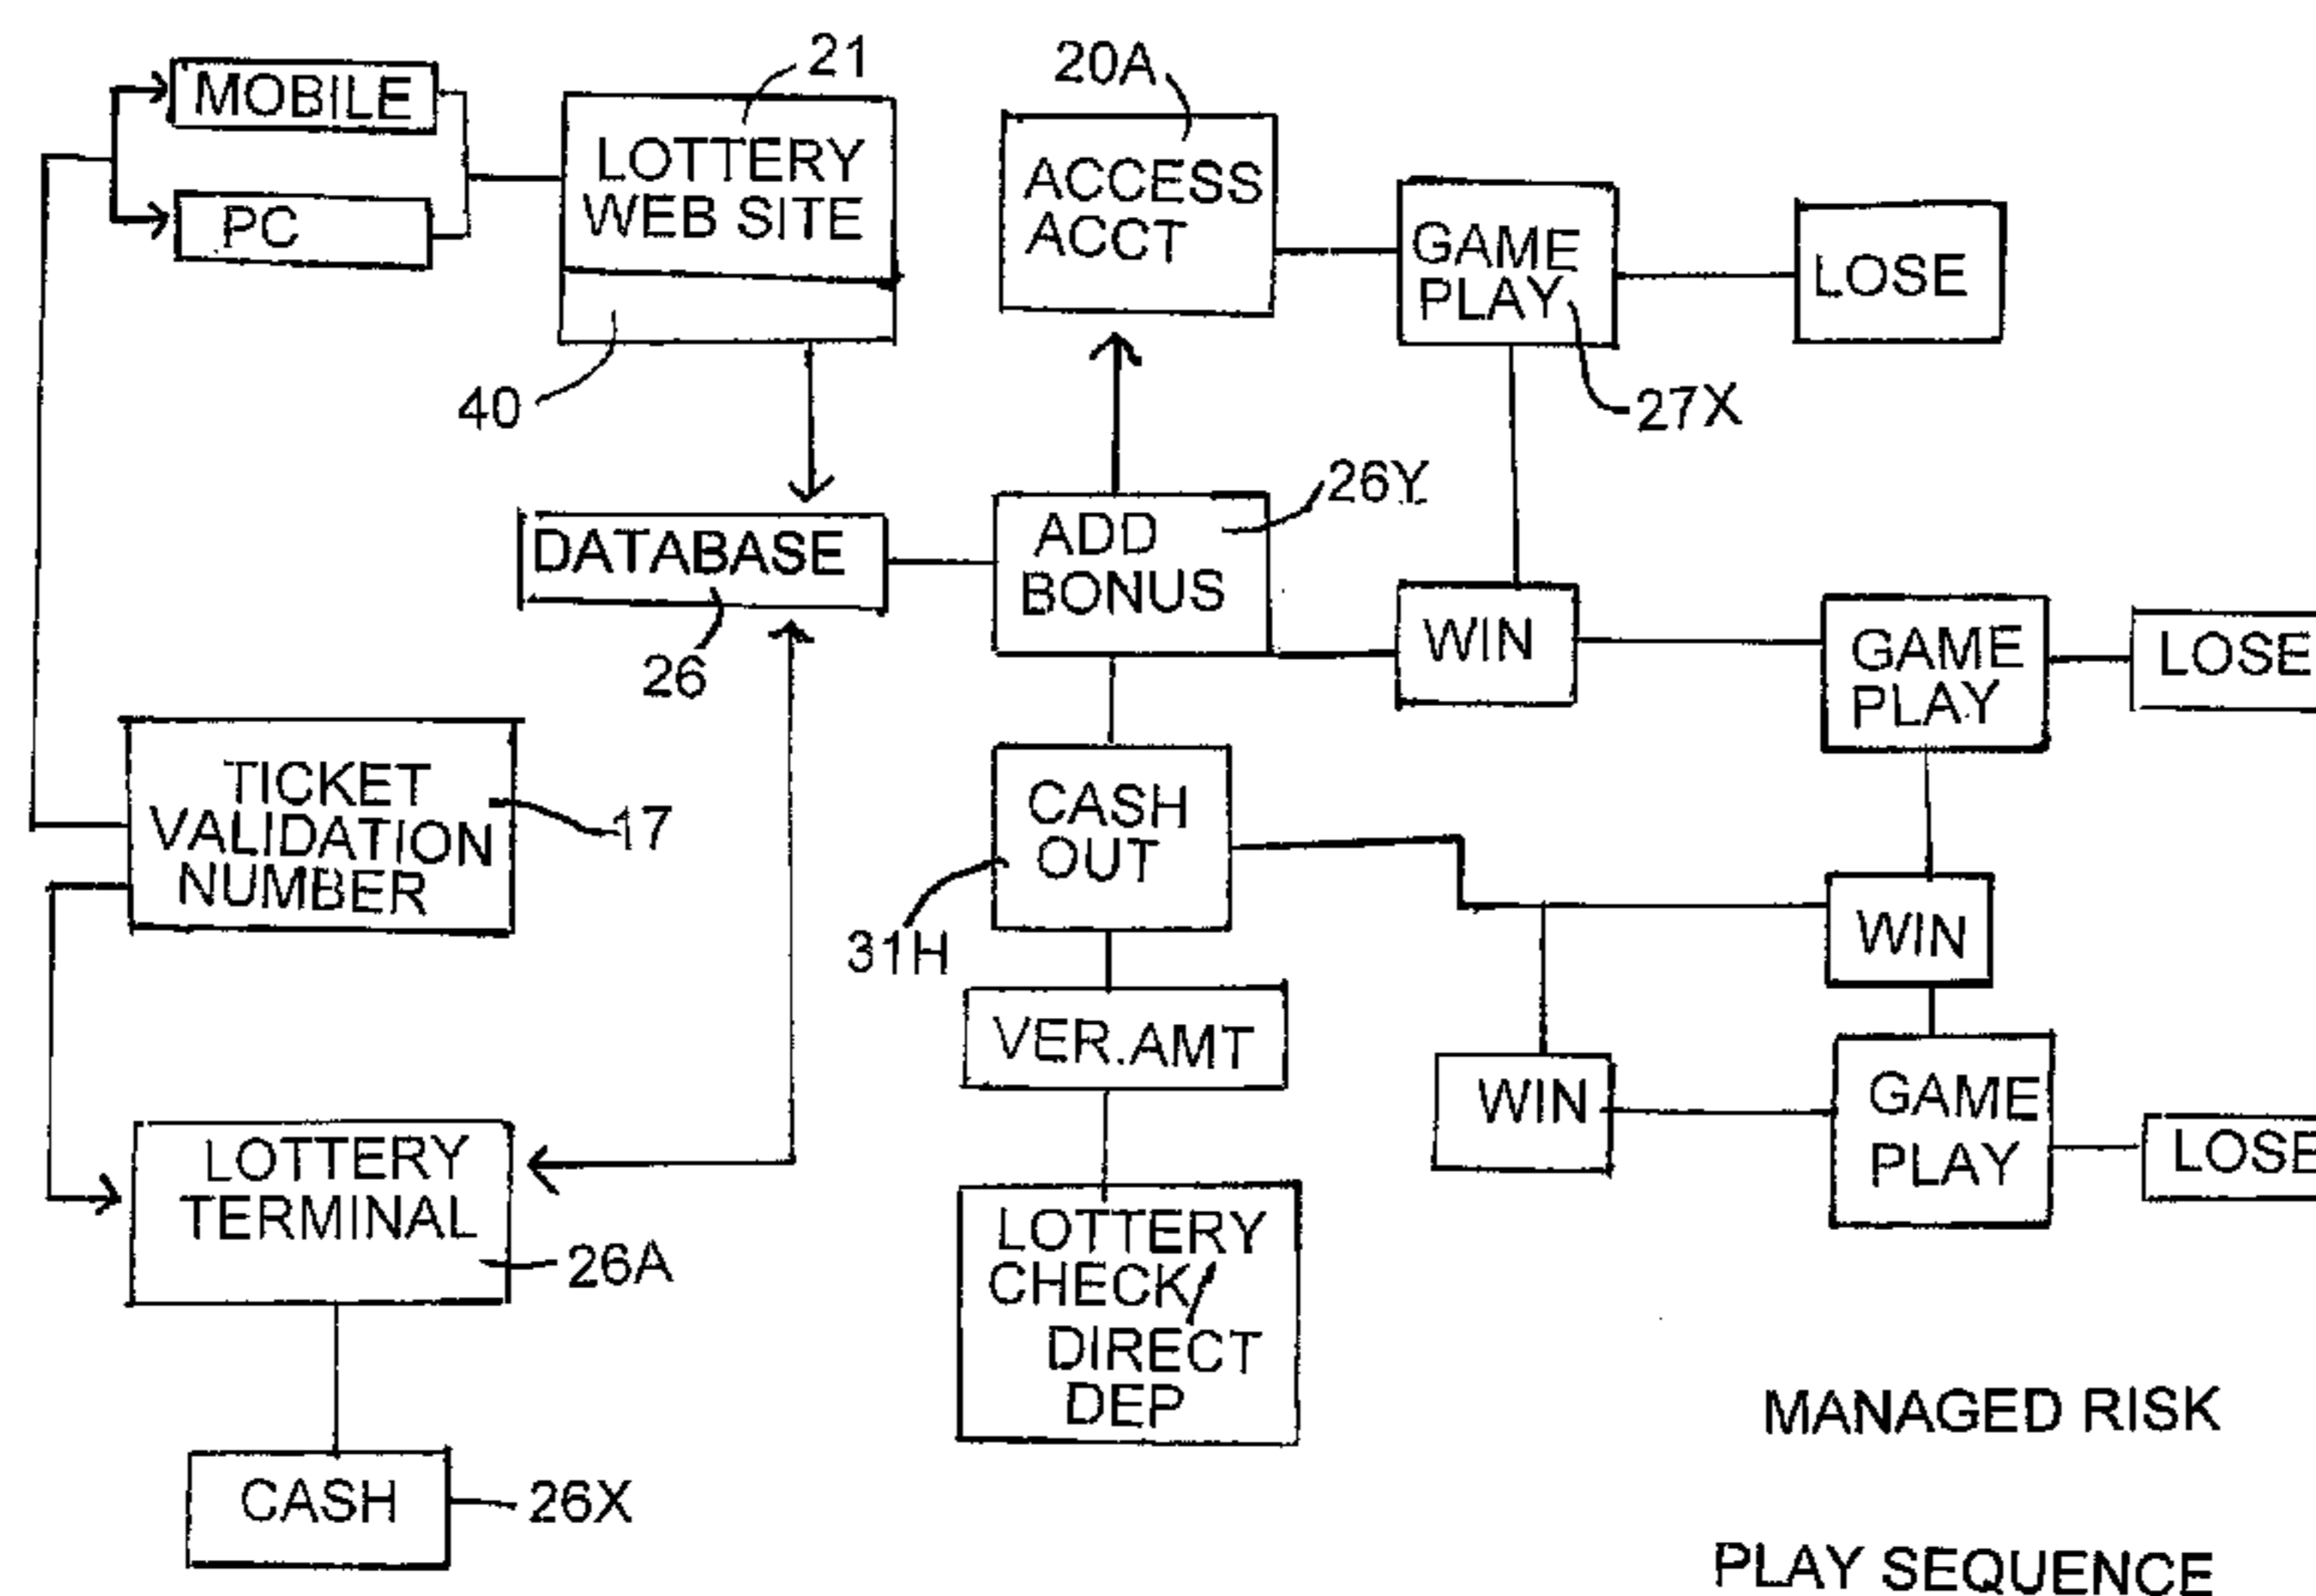 MOBILE
PC
21
LOTTERY
WEB SITE
40
20A
ACCESS
ACCT
GAME
PLAY
27X
LOSE
DATABASE
26
ADD
BONUS
26Y
WIN
GAME
PLAY
LOSE
TICKET
VALIDATION
NUMBER
17
CASH
OUT
31H
WIN
VER.AMT
WIN
GAME
PLAY
LOSE
LOTTERY
TERMINAL
26A
LOTTERY
CHECK/
DIRECT
DEP
CASH
26X
MANAGED RISK
PLAY SEQUENCE